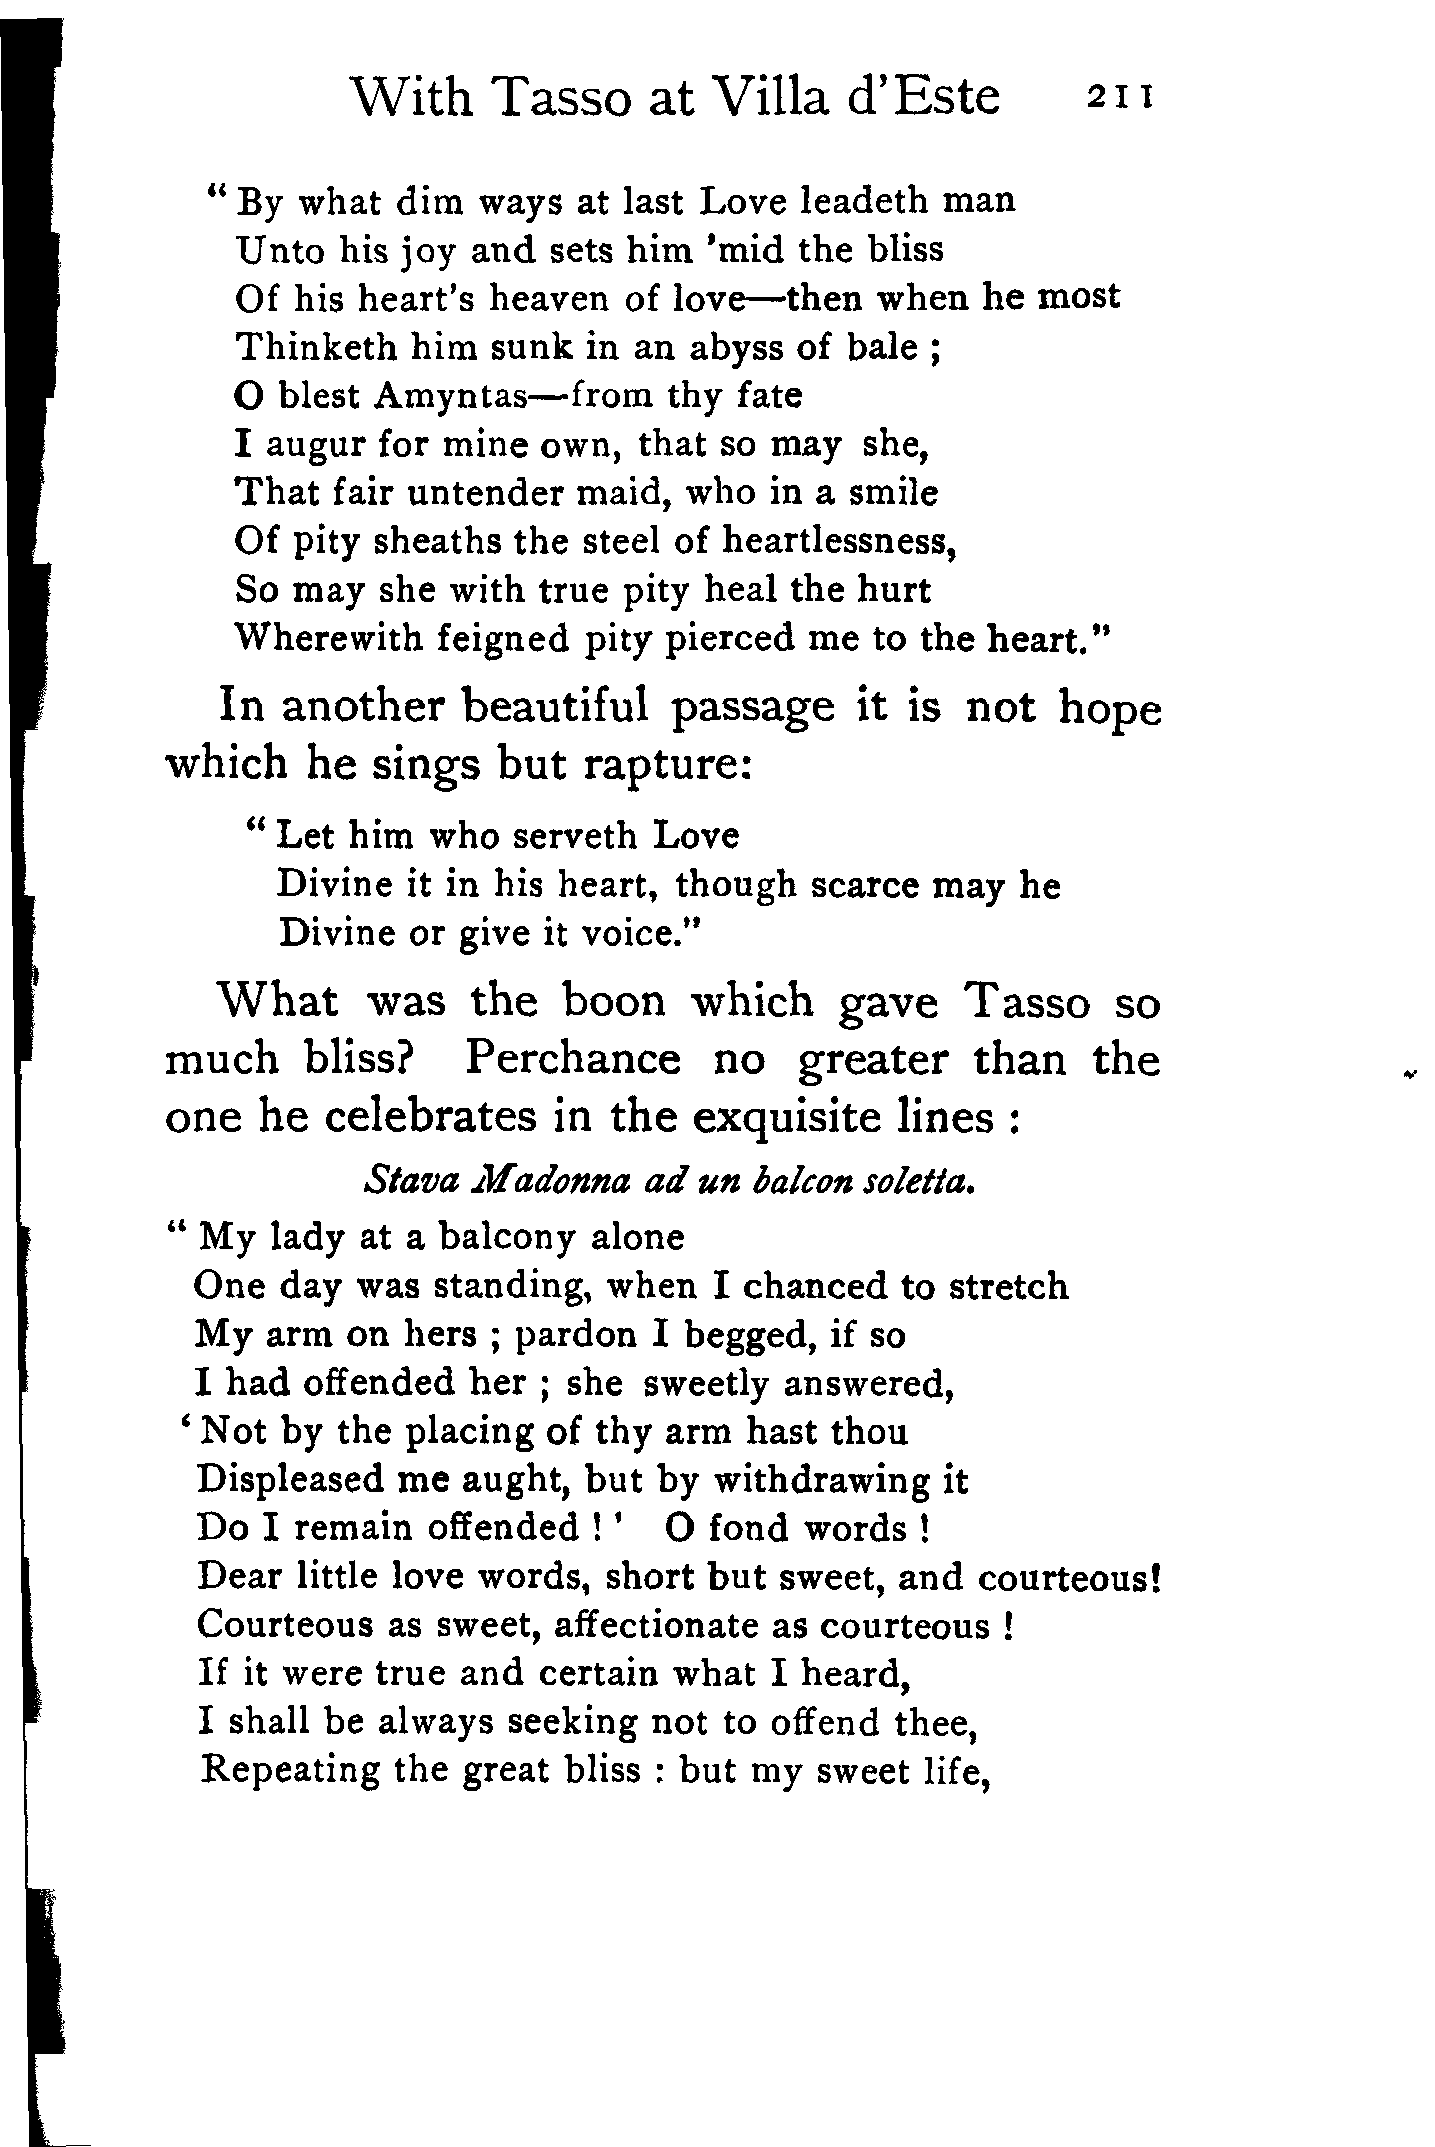 With Tasso at Villa d'Este 211
“ By what dim ways at last Love leadeth man
Unto his joy and sets him 'mid the bliss
Of his heart's heaven of love—then when he most
Thinketh him sunk in an abyss of bale ;
O blest Amyntas—from thy fate
I augur for mine own, that so may she,
That fair untender maid, who in a smile
Of pity sheaths the steel of heartlessness,
So may she with true pity heal the hurt
Wherewith feigned pity pierced me to the heart.”
In another beautiful passage it is not hope
which he sings but rapture:
“ Let him who serveth Love
Divine it in his heart, though scarce may he
Divine or give it voice.”
What was the boon which gave Tasso so
much bliss? Perchance no greater than the
one he celebrates in the exquisite lines :
Stava Madonna ad un balcon soletta.
“ My lady at a balcony alone
One day was standing, when I chanced to stretch
My arm on hers ; pardon I begged, if so
I had offended her ; she sweetly answered,
‘ Not by the placing of thy arm hast thou
Displeased me aught, but by withdrawing it
Do I remain offended ! ’ O fond words !
Dear little love words, short but sweet, and courteous!
Courteous as sweet, affectionate as courteous !
If it were true and certain what I heard,
I shall be always seeking not to offend thee,
Repeating the great bliss : but my sweet life,